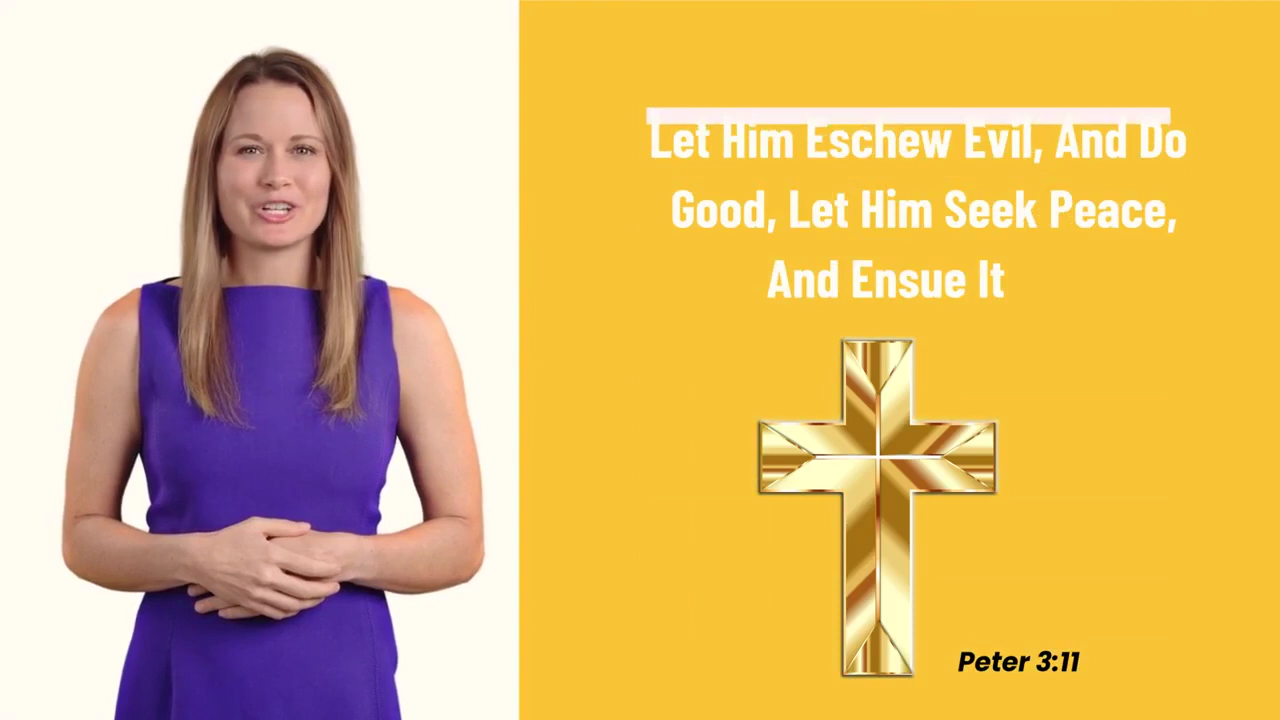 Let Him Eschew Evil, And Do
Good, Let Him Seek Peace,
And Ensue It
Peter 3:11